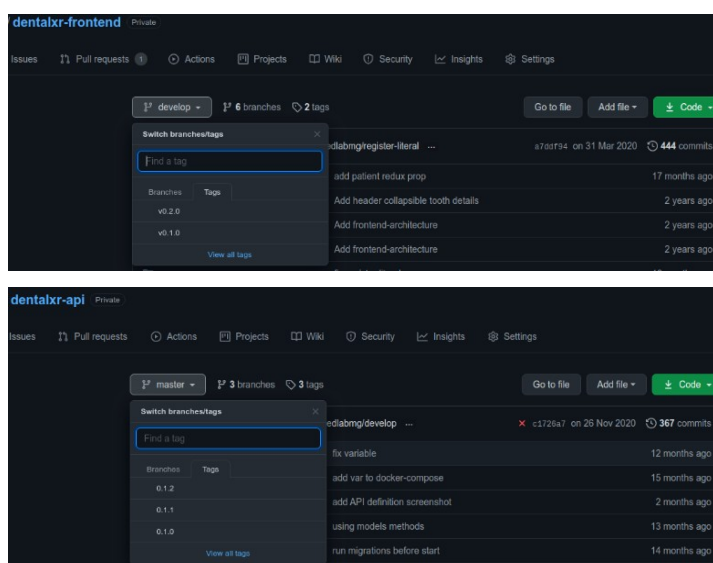 /dentalxr-frontend Private
Issues Pull requests 1 Actions Projects Wiki Security Insights Settings
develop 6 branches 2 tags Go to file Add file Code
Switch branches/tags
edlabmg/register-literal ... a7ddf94 on 31 Mar 2020 444 commits
Find a tag
add patient redux prop 17 months ago
Branches Tags
Add header collapsible tooth details 2 years ago
v0.2.0
Add frontend-architecture 2 years ago
v0.1.0
Add frontend-architecture 2 years ago
View all tags
dentalxr-api Private
Issues Pull requests Actions Projects Wiki Security Insights Settings
master 3 branches 3 tags Go to file Add file Code
Switch branches/tags
edlabmg/develop ... c1726a7 on 26 Nov 2020 367 commits
Find a tag
fix variable 12 months ago
Branches Tags
add var to docker-compose 15 months ago
0.1.2
add API definition screenshot 2 months ago
0.1.1
using models methods 13 months ago
0.1.0
run migrations before start 14 months ago
View all tags